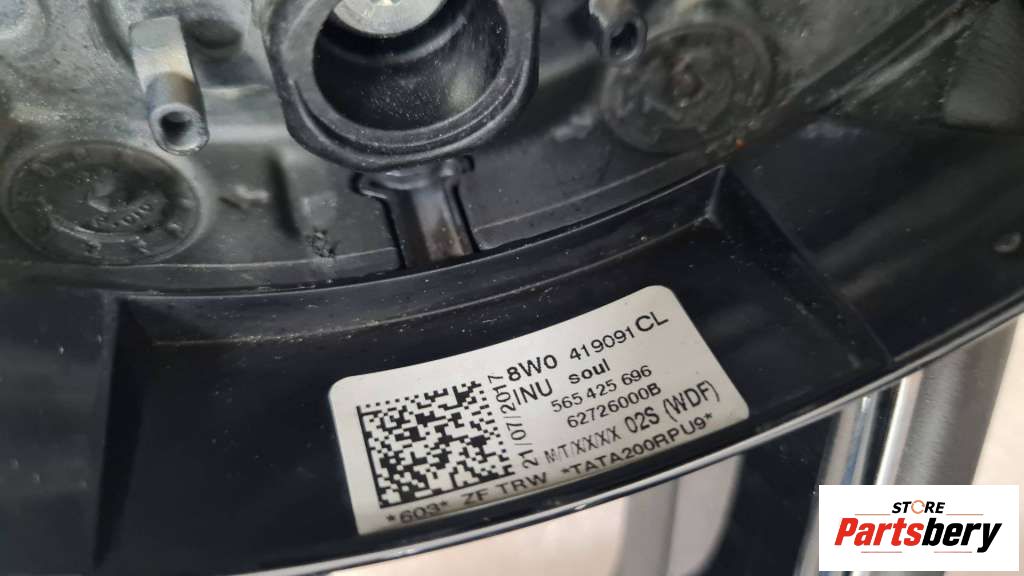 8W0 419091 CL
INU soul
565 425 696
62726000B
21/07/2017
M/T/XXXX 02S (WDF)
*603* ZF TRW *TATA200RPU9*
STORE
Partsbery